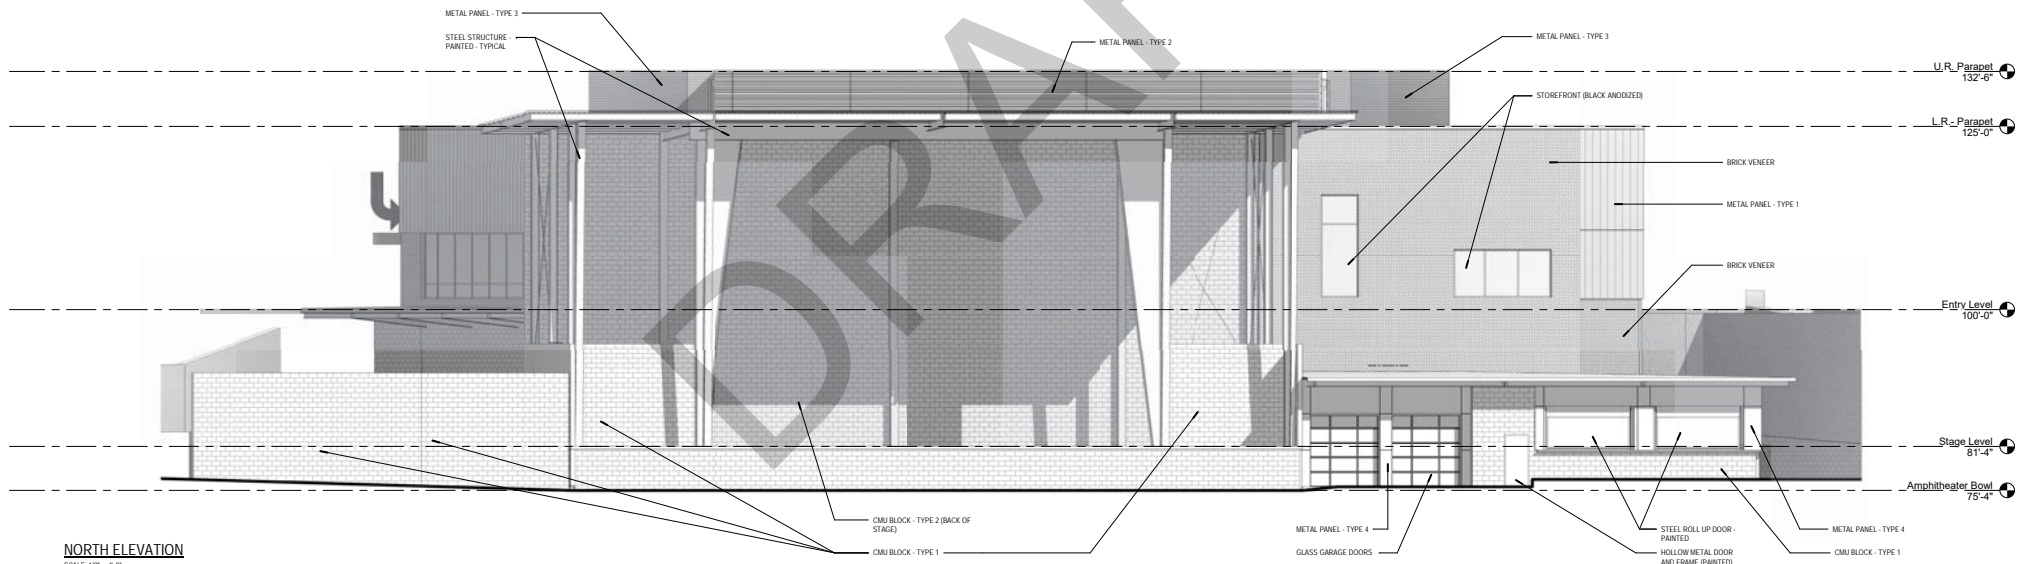 METAL PANEL - TYPE 3
STEEL STRUCTURE -
PAINTED - TYPICAL
METAL PANEL - TYPE 2
METAL PANEL - TYPE 3
STOREFRONT (BLACK ANODIZED)
U.R. Parapet
132'-6"
L.R.- Parapet
125'-0"
BRICK VENEER
METAL PANEL - TYPE 1
BRICK VENEER
Entry Level
100'-0"
Stage Level
81'-4"
Amphitheater Bowl
75'-4"
DRAF
CMU BLOCK - TYPE 2 (BACK OF
STAGE)
CMU BLOCK - TYPE 1
METAL PANEL - TYPE 4
GLASS GARAGE DOORS
STEEL ROLL UP DOOR -
PAINTED
HOLLOW METAL DOOR
AND FRAME (PAINTED)
METAL PANEL - TYPE 4
CMU BLOCK - TYPE 1
NORTH ELEVATION